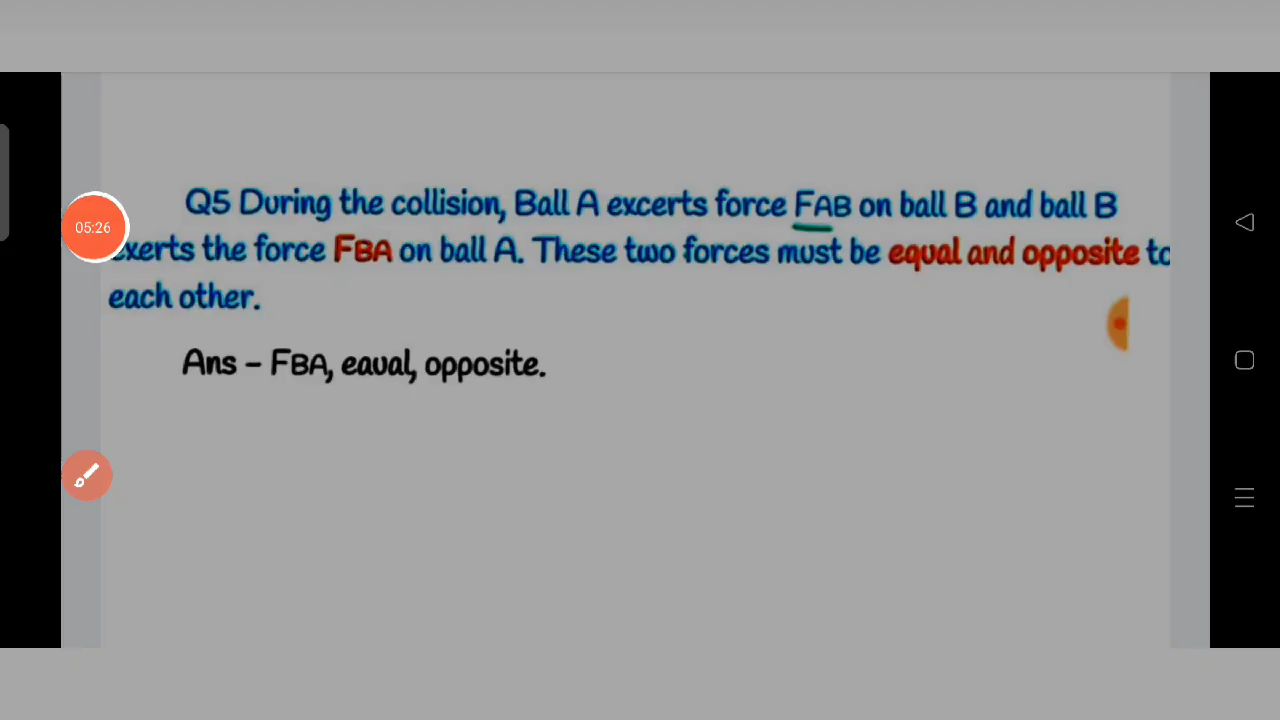 Q5 During the collision, Ball A excerts force FAB on ball B and ball B
05:26
exerts the force FBA on ball A. These two forces must be equal and opposite to
each other.
Ans – FBA, eaual, opposite.